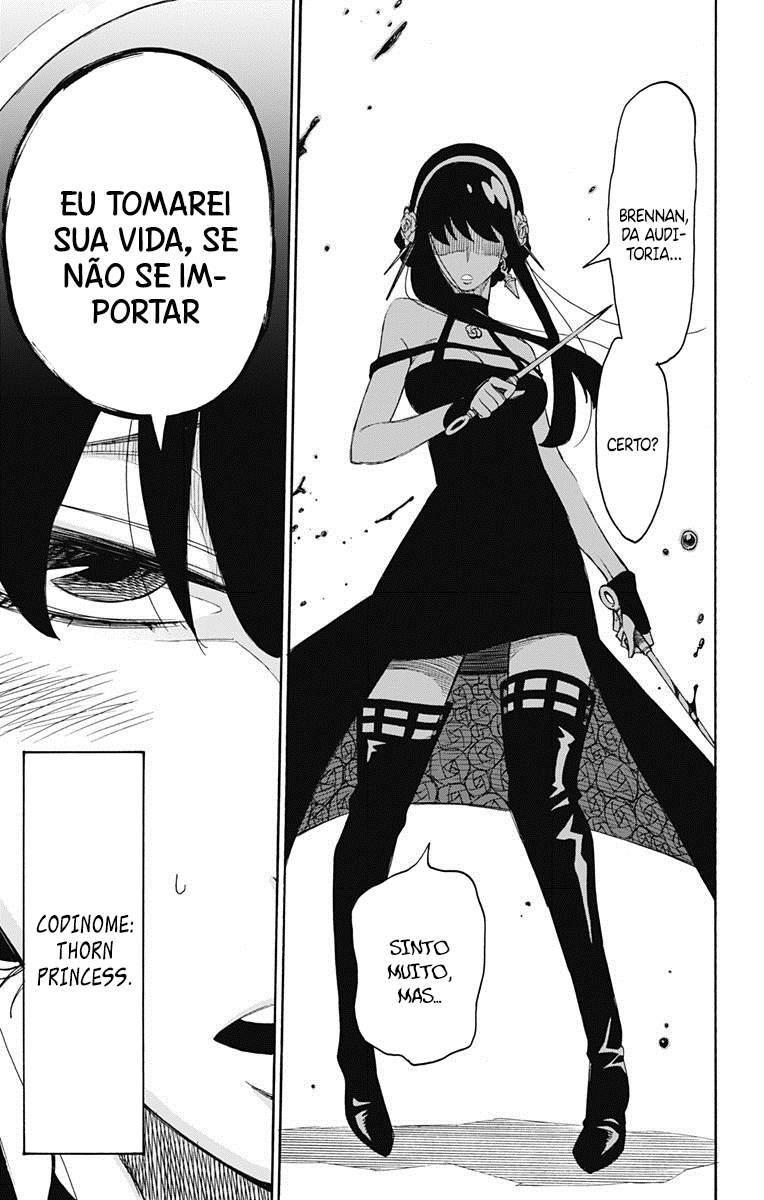 BRENNAN,
DA AUDI-
TORIA...
CERTO?
SINTO
MUITO,
MAS...
EU TOMAREI
SUA VIDA, SE
NÃO SE IM-
PORTAR
CODINOME:
THORN
PRINCESS.